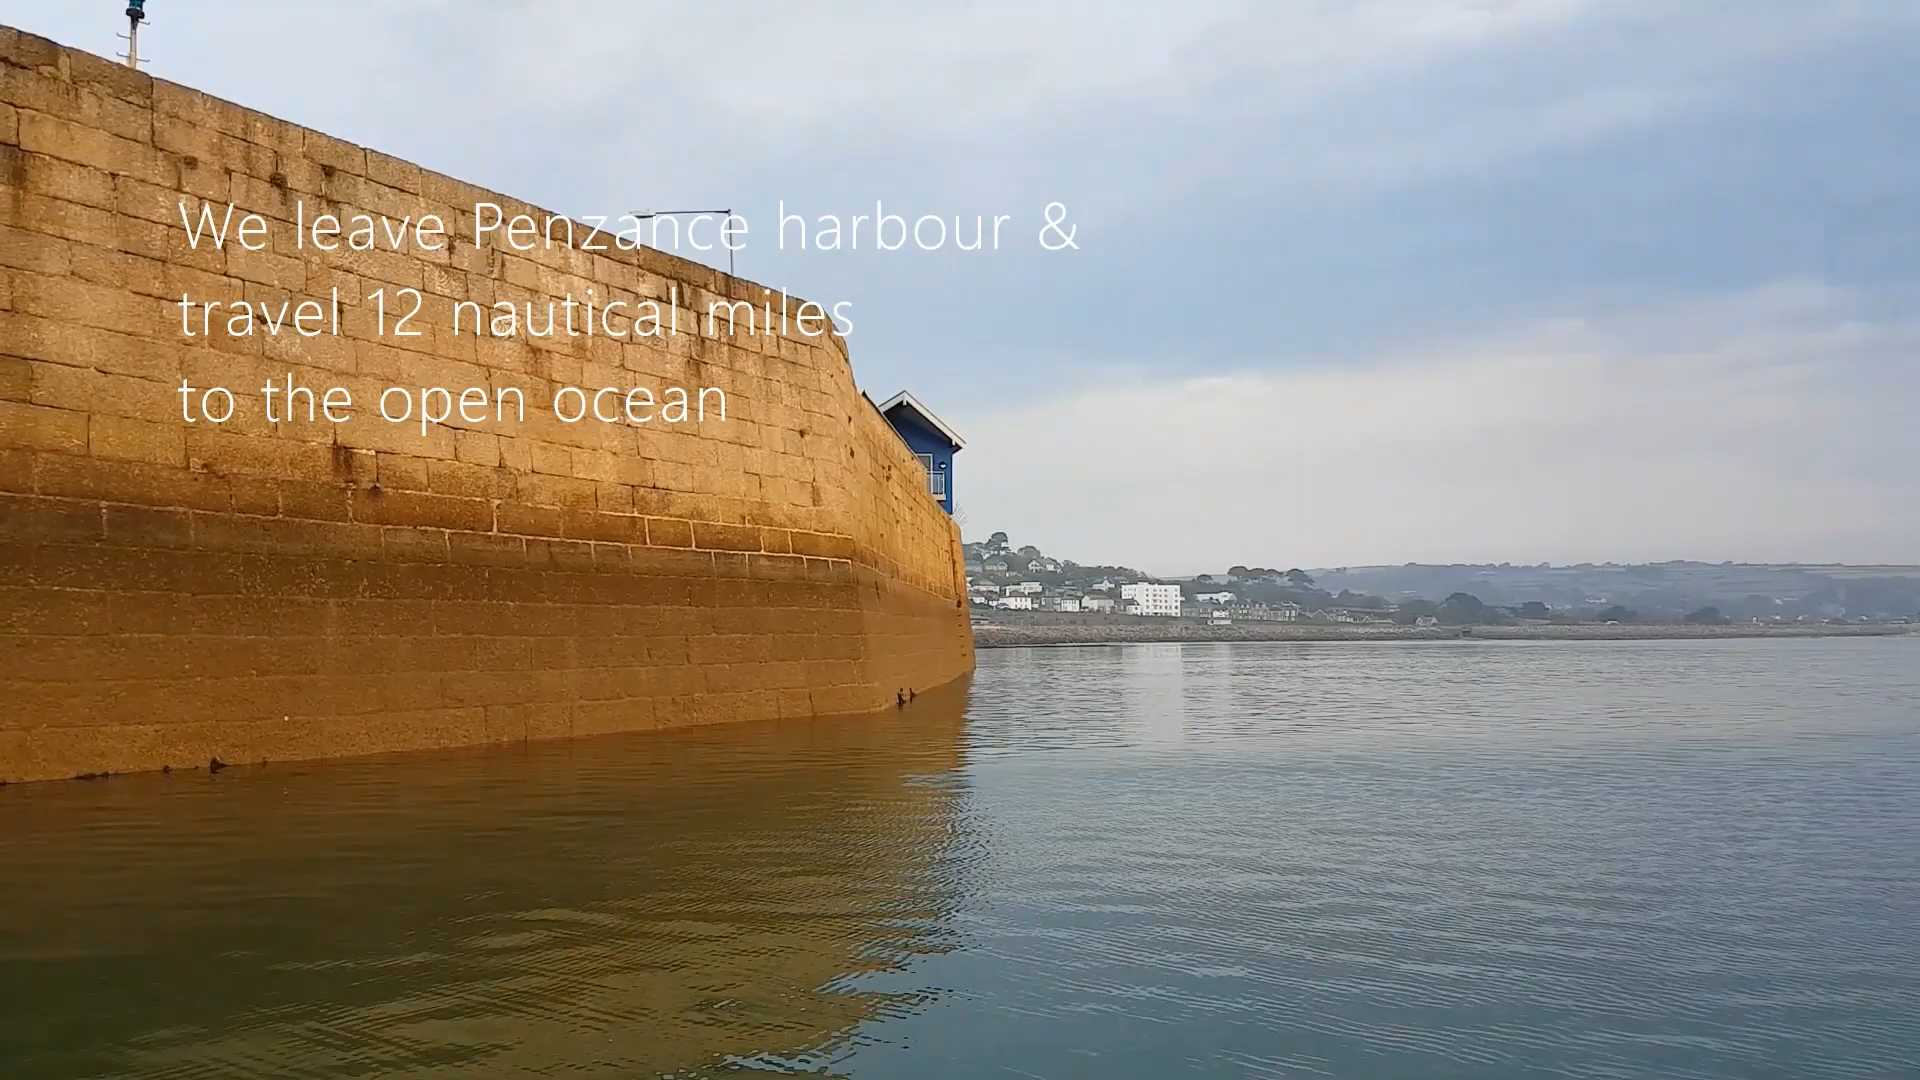 We leave Penzance harbour &
travel 12 nautical miles
to the open ocean